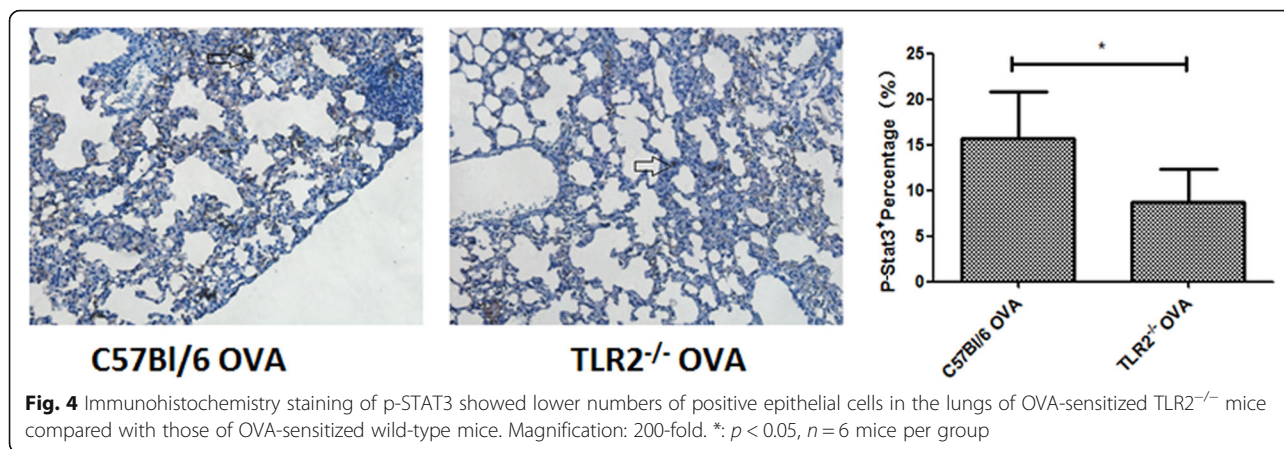 C57Bl/6 OVA
TLR2-/- OVA
*
25
20
15
10
5
0
P-Stat3+Percentage (%)
C57Bl/6 OVA
TLR2-/- OVA
Fig. 4 Immunohistochemistry staining of p-STAT3 showed lower numbers of positive epithelial cells in the lungs of OVA-sensitized TLR2−/− mice
compared with those of OVA-sensitized wild-type mice. Magnification: 200-fold. *: p < 0.05, n = 6 mice per group